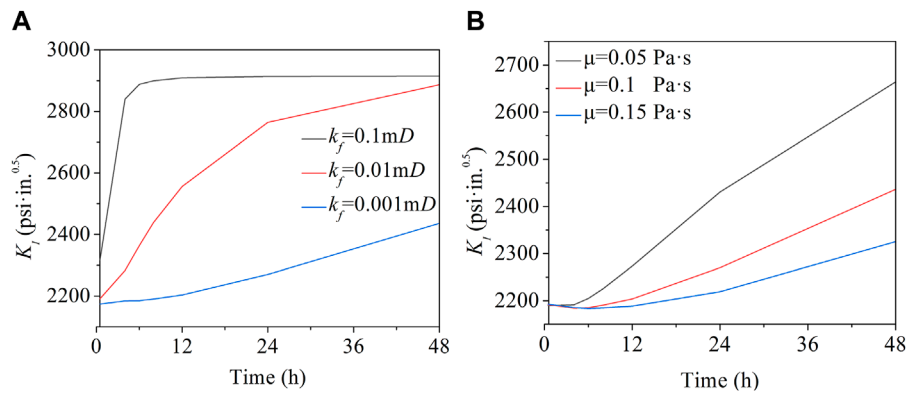 A
3000
2800
2600
2400
2200
K_I (psi·in.^0.5)
k_f=0.1mD
k_f=0.01mD
k_f=0.001mD
0 12 24 36 48
Time (h)
B
2700
2600
2500
2400
2300
2200
K_I (psi·in.^0.5)
μ=0.05 Pa·s
μ=0.1 Pa·s
μ=0.15 Pa·s
0 12 24 36 48
Time (h)